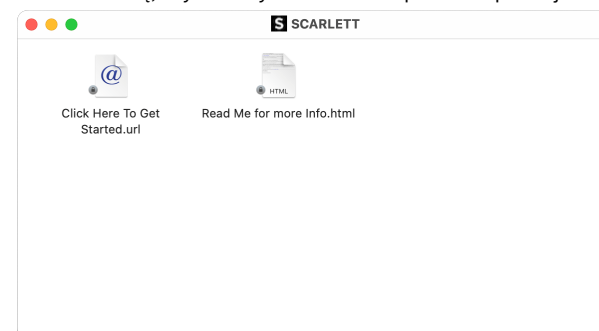 S SCARLETT
@
HTML
Click Here To Get
Started.url
Read Me for more Info.html